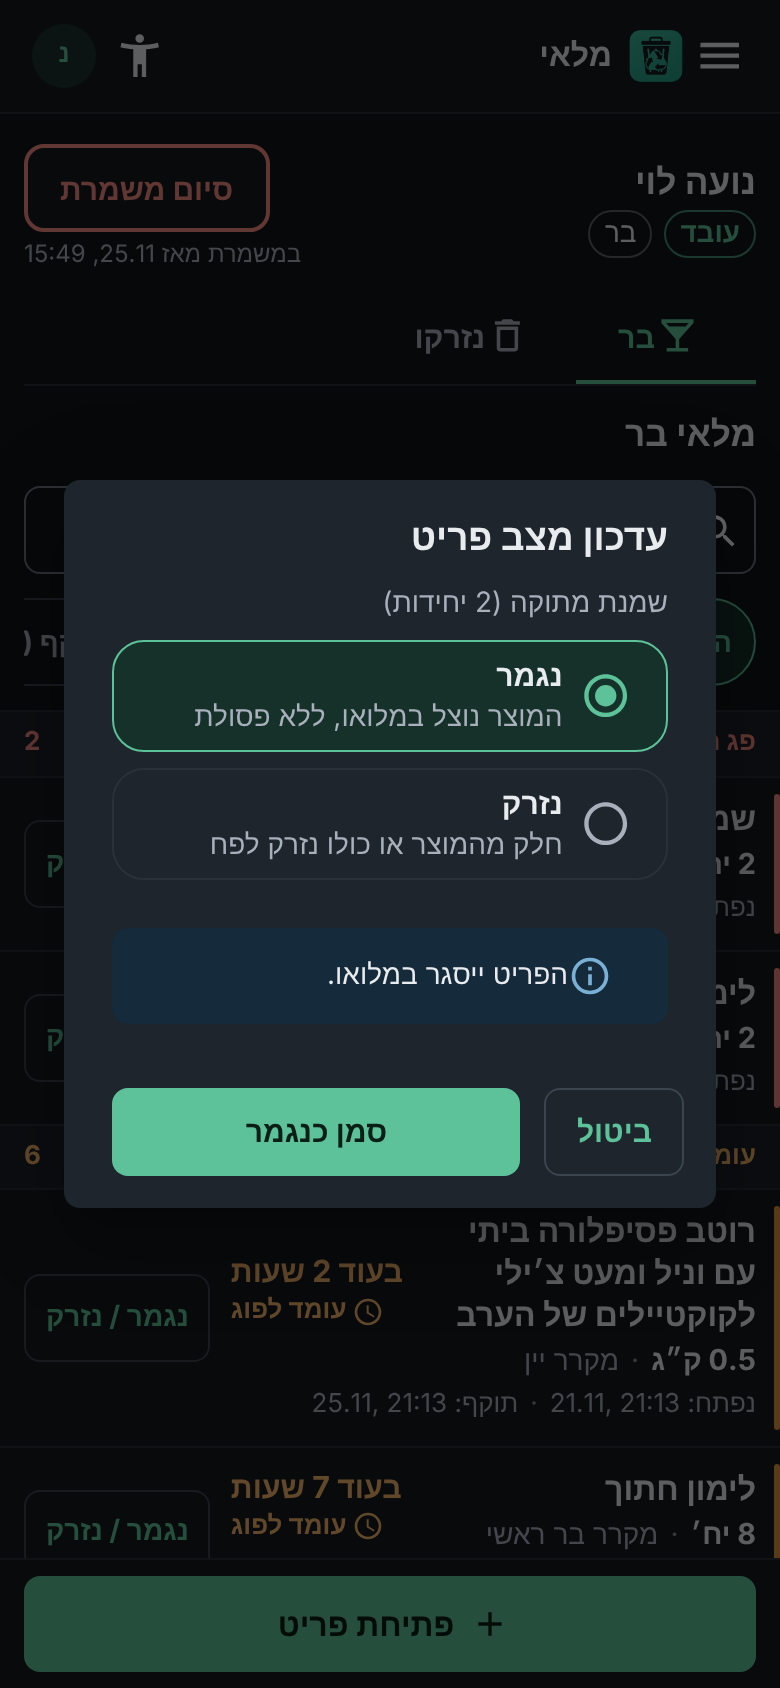 מלאי
נ
נועה לוי
עובד
בר
סיום משמרת
במשמרת מאז 25.11, 15:49
בר
נזרקו
מלאי בר
עדכון מצב פריט
שמנת מתוקה (2 יחידות)
נגמר
המוצר נוצל במלואו, ללא פסולת
נזרק
חלק מהמוצר או כולו נזרק לפח
הפריט ייסגר במלואו.
ביטול
סמן כנגמר
פג
2
2
2
6
רוטב פסיפלורה ביתי
עם וניל ומעט צ׳ילי
לקוקטיילים של הערב
0.5 ק״ג · מקרר יין
נפתח: 21.11, 21:13 · תוקף: 25.11, 21:13
בעוד 2 שעות
עומד לפוג
נגמר / נזרק
לימון חתוך
8 יח׳ · מקרר בר ראשי
בעוד 7 שעות
עומד לפוג
נגמר / נזרק
פתיחת פריט